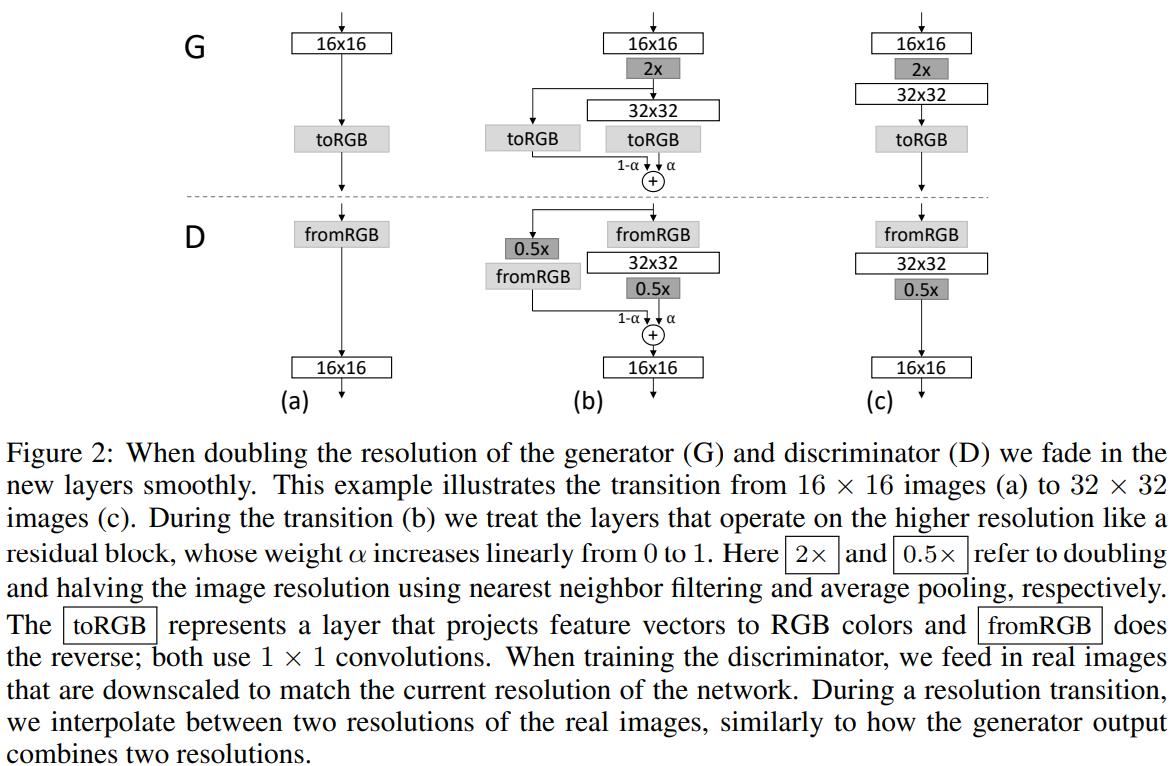 G
16x16
16x16
16x16
2x
2x
32x32
32x32
toRGB
toRGB
toRGB
toRGB
1-α
α
+
D
fromRGB
fromRGB
fromRGB
0.5x
32x32
32x32
fromRGB
0.5x
0.5x
1-α
α
+
16x16
16x16
16x16
(a)
(b)
(c)
Figure 2: When doubling the resolution of the generator (G) and discriminator (D) we fade in the
new layers smoothly. This example illustrates the transition from 16 × 16 images (a) to 32 × 32
images (c). During the transition (b) we treat the layers that operate on the higher resolution like a
residual block, whose weight α increases linearly from 0 to 1. Here 2× and 0.5× refer to doubling
and halving the image resolution using nearest neighbor filtering and average pooling, respectively.
The toRGB represents a layer that projects feature vectors to RGB colors and fromRGB does
the reverse; both use 1 × 1 convolutions. When training the discriminator, we feed in real images
that are downscaled to match the current resolution of the network. During a resolution transition,
we interpolate between two resolutions of the real images, similarly to how the generator output
combines two resolutions.